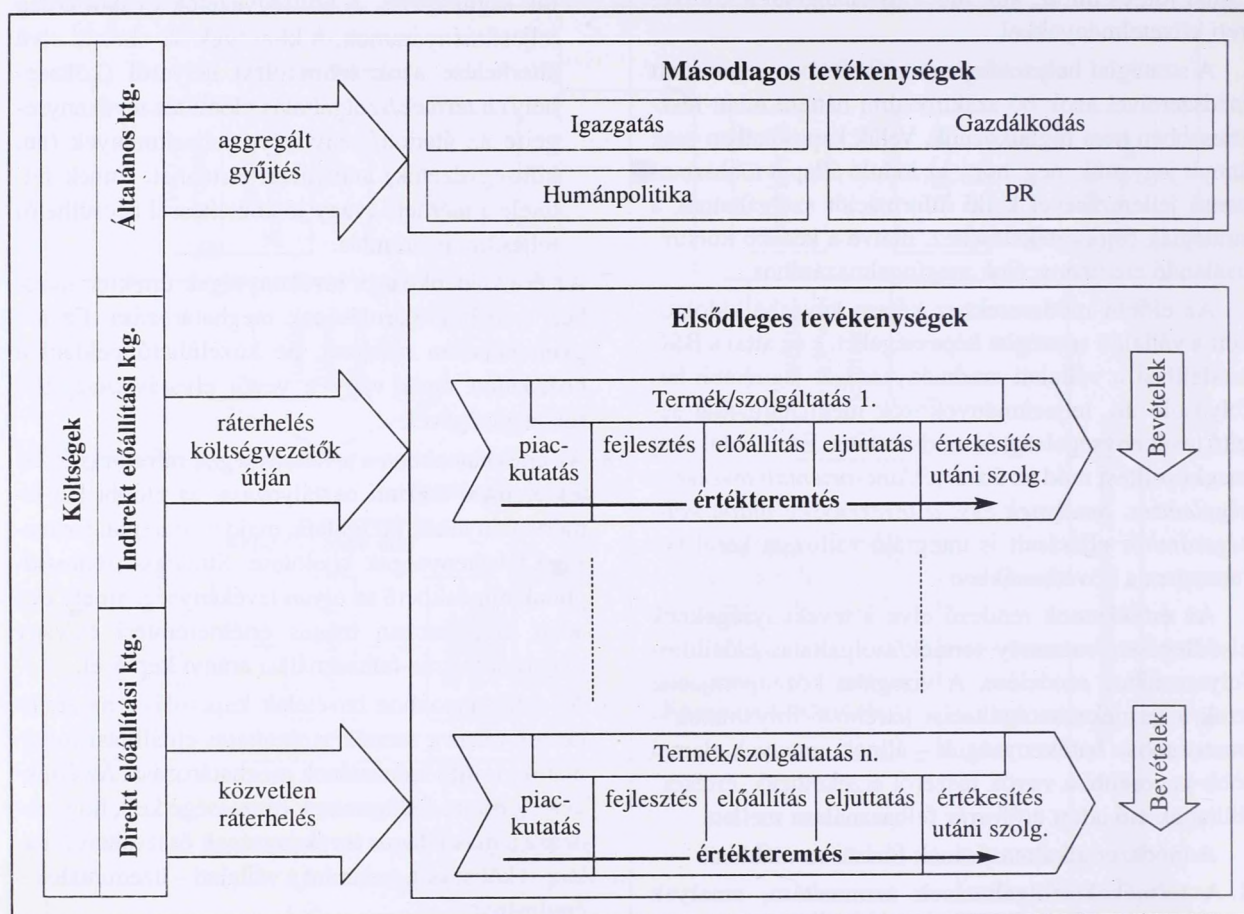 Költségek
Általános ktg.
aggregált
gyűjtés
Másodlagos tevékenységek
Igazgatás
Gazdálkodás
Humánpolitika
PR
Indirekt előállítási ktg.
ráterhelés
költségvezetők
útján
Elsődleges tevékenységek
Termék/szolgáltatás 1.
piac-
kutatás
fejlesztés
előállítás
eljuttatás
értékesítés
utáni szolg.
értékteremtés
Bevételek
Direkt előállítási ktg.
közvetlen
ráterhelés
Termék/szolgáltatás n.
piac-
kutatás
fejlesztés
előállítás
eljuttatás
értékesítés
utáni szolg.
értékteremtés
Bevételek